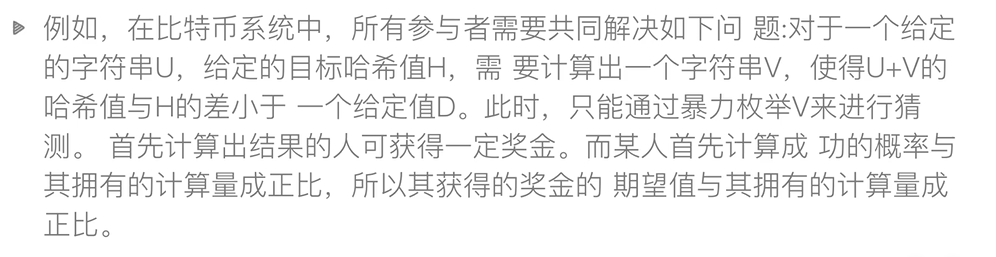 例如，在比特币系统中，所有参与者需要共同解决如下问 题:对于一个给定
的字符串U，给定的目标哈希值H，需 要计算出一个字符串V，使得U+V的
哈希值与H的差小于 一个给定值D。此时，只能通过暴力枚举V来进行猜
测。 首先计算出结果的人可获得一定奖金。而某人首先计算成 功的概率与
其拥有的计算量成正比，所以其获得的奖金的 期望值与其拥有的计算量成
正比。